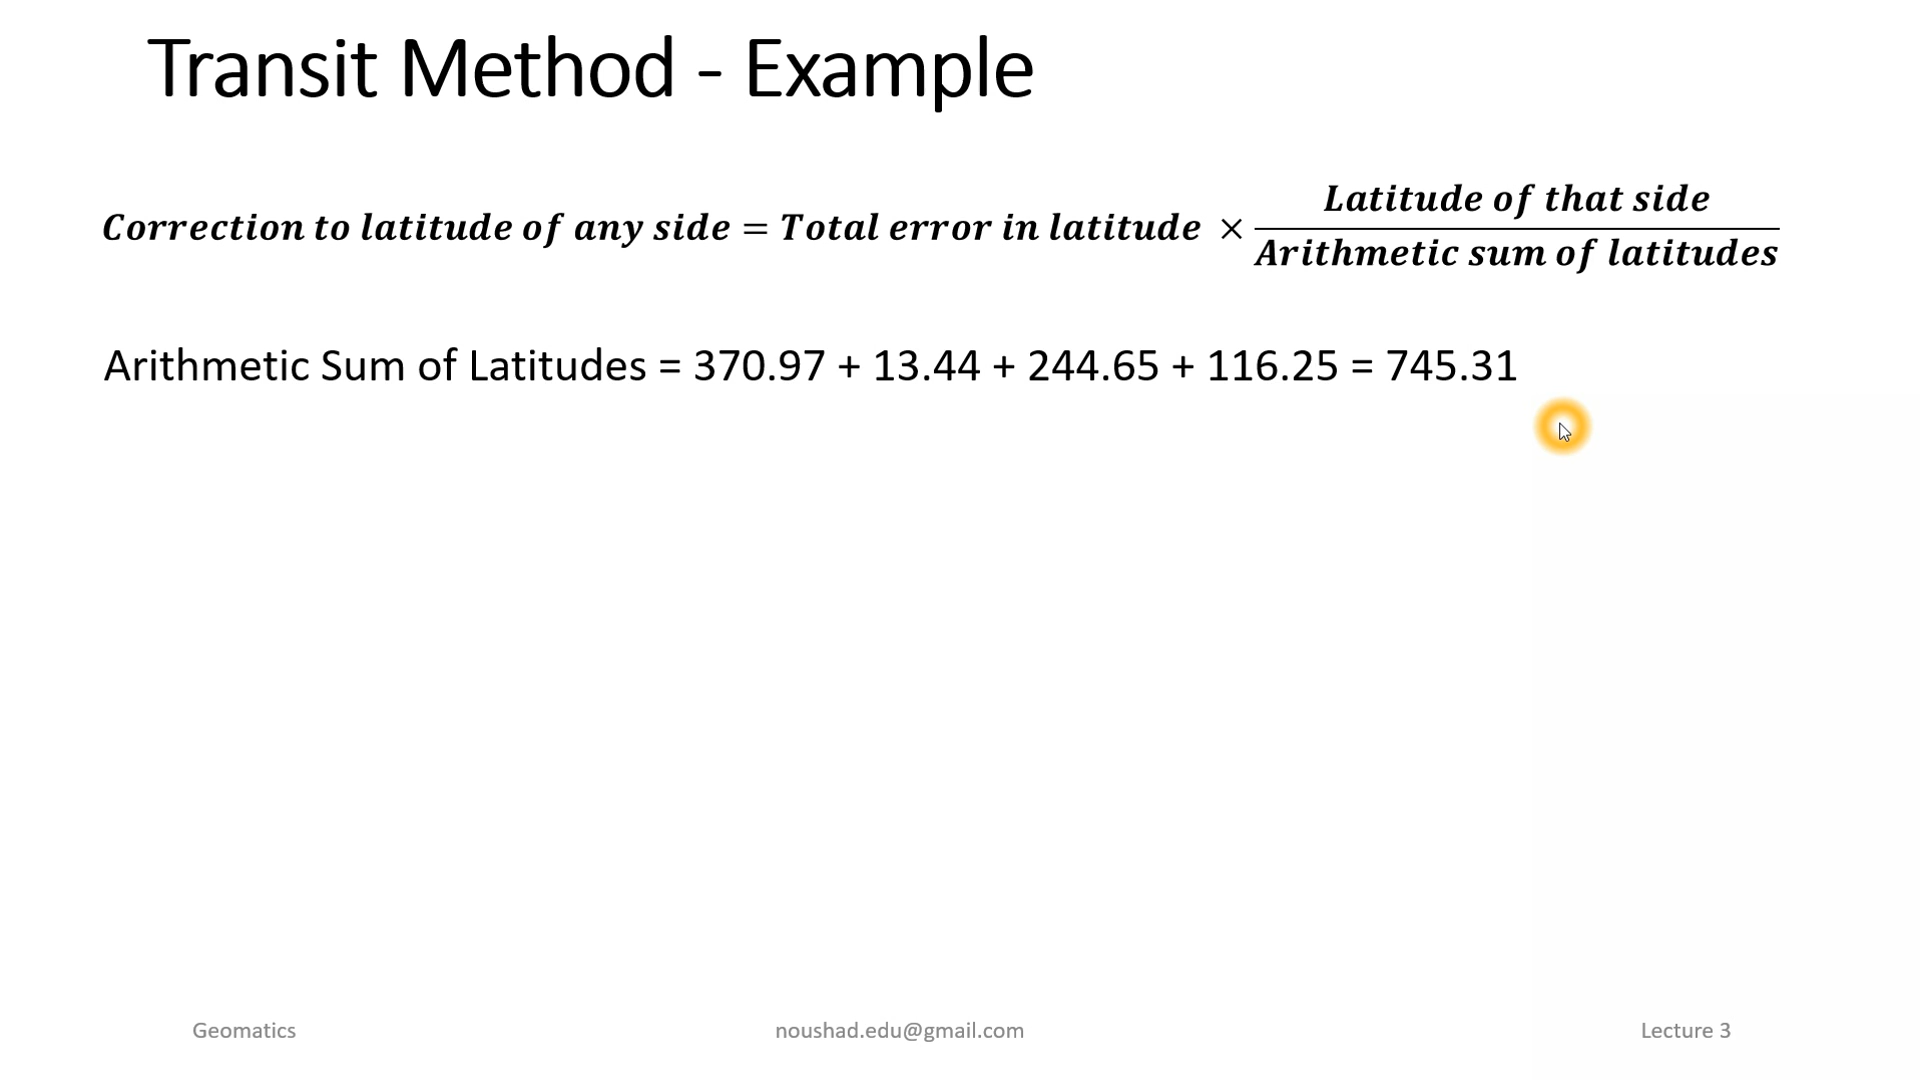 Transit Method - Example
Correction to latitude of any side = Total error in latitude × Latitude of that side / Arithmetic sum of latitudes
Arithmetic Sum of Latitudes = 370.97 + 13.44 + 244.65 + 116.25 = 745.31
Geomatics noushad.edu@gmail.com Lecture 3